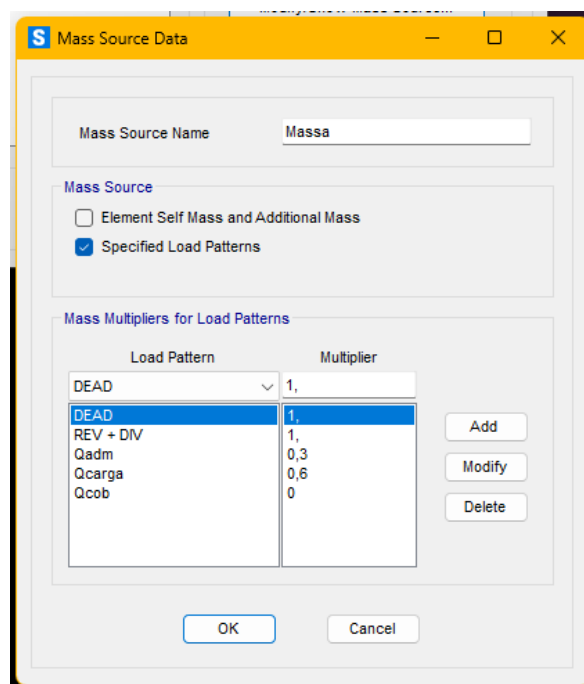 S Mass Source Data
Mass Source Name Massa
Mass Source
Element Self Mass and Additional Mass
Specified Load Patterns
Mass Multipliers for Load Patterns
Load Pattern Multiplier
DEAD 1,
DEAD 1,
REV + DIV 1,
Qadm 0,3
Qcarga 0,6
Qcob 0
Add
Modify
Delete
OK Cancel